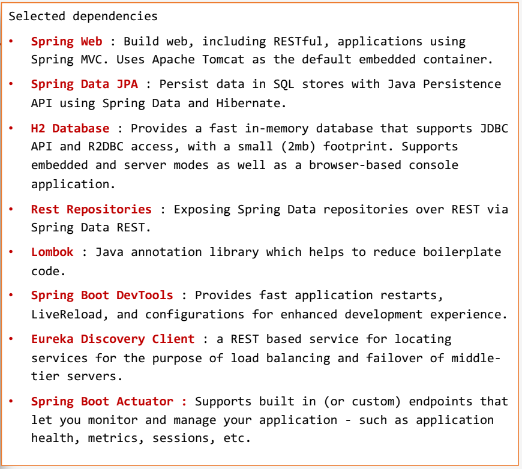 Selected dependencies
• Spring Web : Build web, including RESTful, applications using
Spring MVC. Uses Apache Tomcat as the default embedded container.
• Spring Data JPA : Persist data in SQL stores with Java Persistence
API using Spring Data and Hibernate.
• H2 Database : Provides a fast in-memory database that supports JDBC
API and R2DBC access, with a small (2mb) footprint. Supports
embedded and server modes as well as a browser-based console
application.
• Rest Repositories : Exposing Spring Data repositories over REST via
Spring Data REST.
• Lombok : Java annotation library which helps to reduce boilerplate
code.
• Spring Boot DevTools : Provides fast application restarts,
LiveReload, and configurations for enhanced development experience.
• Eureka Discovery Client : a REST based service for locating
services for the purpose of load balancing and failover of middle-
tier servers.
• Spring Boot Actuator : Supports built in (or custom) endpoints that
let you monitor and manage your application - such as application
health, metrics, sessions, etc.